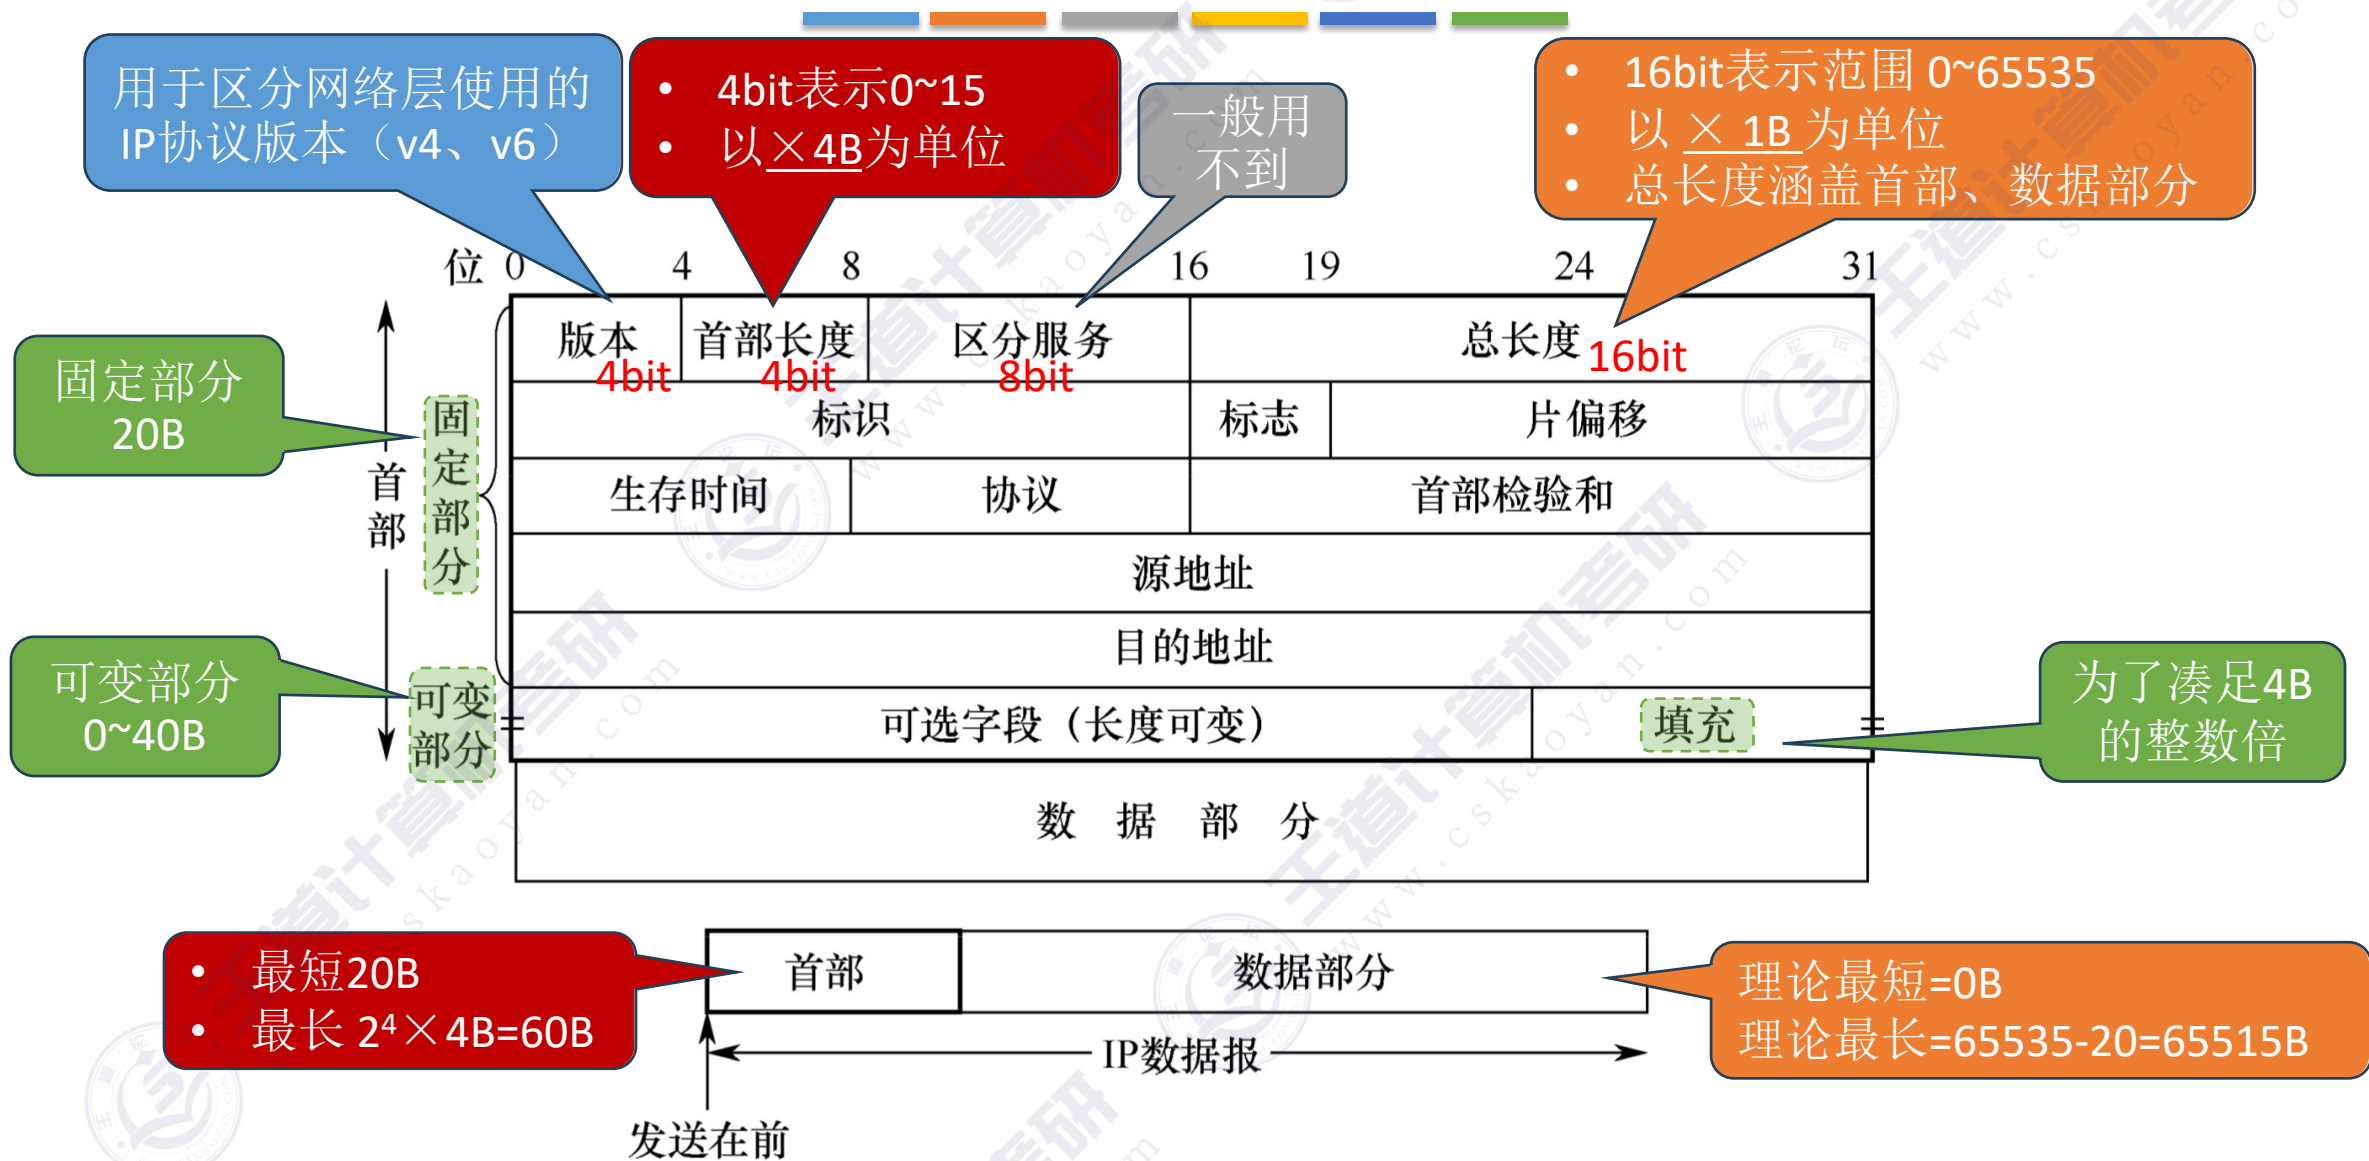 用于区分网络层使用的
IP协议版本（v4、v6）
• 4bit表示0~15
• 以×4B为单位
一般用
不到
• 16bit表示范围 0~65535
• 以 × 1B 为单位
• 总长度涵盖首部、数据部分
位 0 4 8 16 19 24 31
版本 首部长度 区分服务 总长度
4bit 4bit 8bit 16bit
标识 标志 片偏移
生存时间 协议 首部检验和
源地址
目的地址
可选字段（长度可变） 填充
数据部分
首部
固定部分
可变
部分
固定部分
20B
可变部分
0~40B
为了凑足4B
的整数倍
• 最短20B
• 最长 2⁴×4B=60B
首部 数据部分
IP数据报
发送在前
理论最短=0B
理论最长=65535-20=65515B
王道计算机考研
www.cskaoyan.com